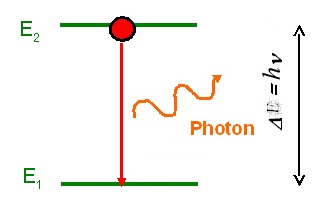 E2
Photon
ΔE = hν
E1